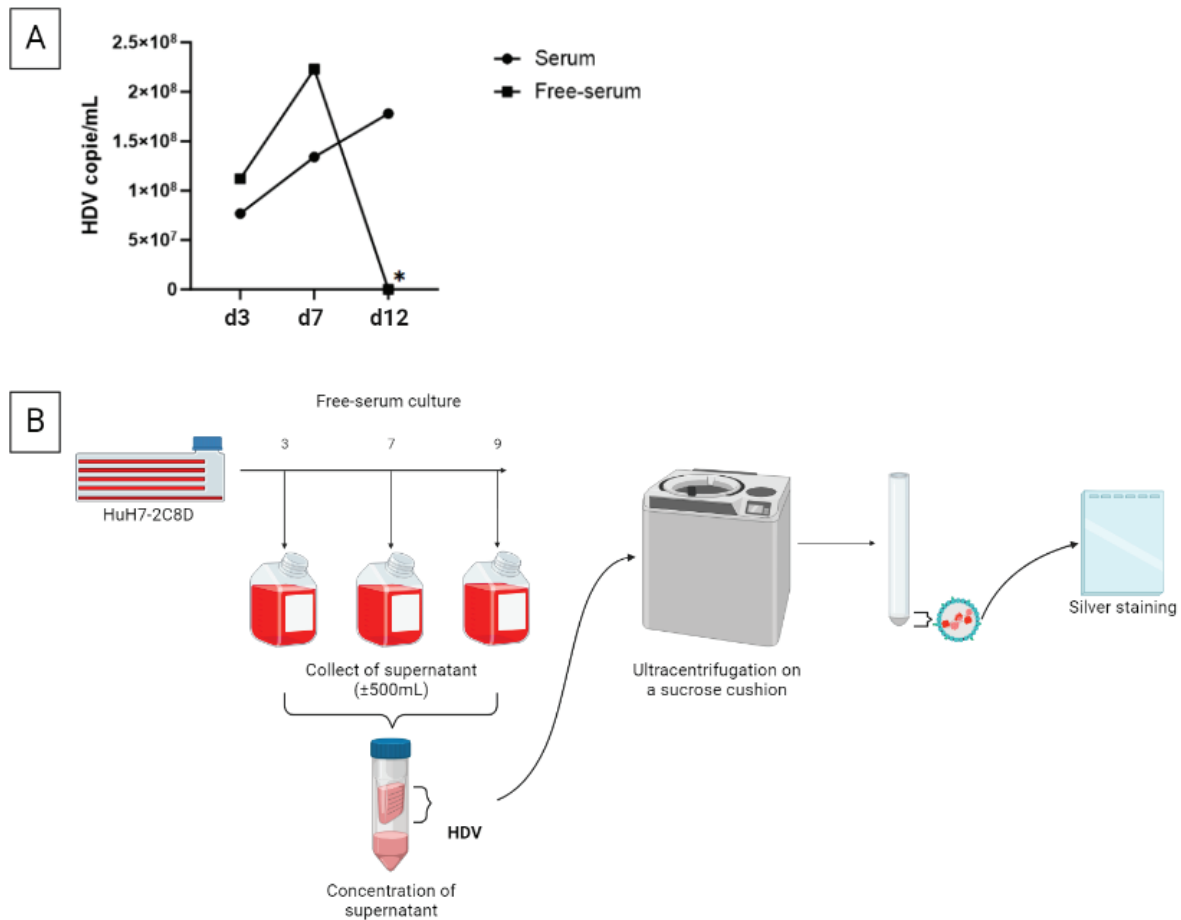 A
2.5×10⁸
2×10⁸
1.5×10⁸
1×10⁸
5×10⁷
0
HDV copie/mL
d3
d7
d12
*
Serum
Free-serum
B
Free-serum culture
3
7
9
HuH7-2C8D
Collect of supernatant
(±500mL)
HDV
Concentration of
supernatant
Ultracentrifugation on
a sucrose cushion
Silver staining